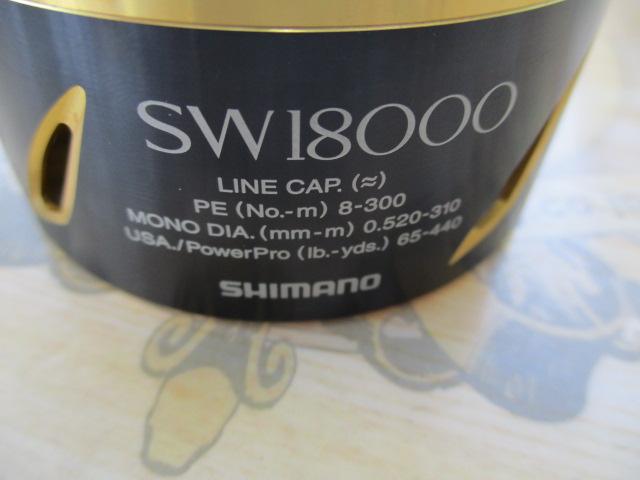 SW18000
LINE CAP. (≈)
PE (No.-m) 8-300
MONO DIA. (mm-m) 0.520-310
USA./PowerPro (lb.-yds.) 65-440
SHIMANO